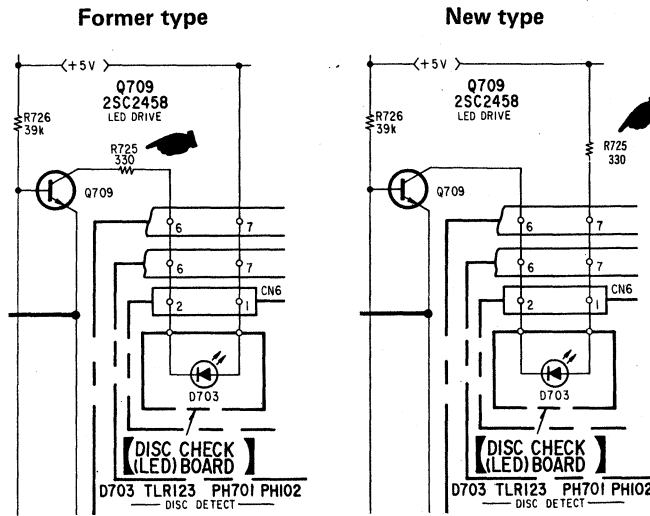 Former type
+5V
Q709
2SC2458
LED DRIVE
R726
39k
R725
330
Q709
6
7
6
7
CN6
2
1
D703
DISC CHECK
(LED) BOARD
D703 TLR123 PH701 PH102
DISC DETECT
New type
+5V
Q709
2SC2458
LED DRIVE
R726
39k
R725
330
Q709
6
7
6
7
CN6
2
1
D703
DISC CHECK
(LED) BOARD
D703 TLR123 PH701 PH102
DISC DETECT